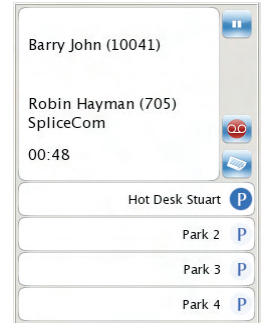 Barry John (10041)
Robin Hayman (705)
SpliceCom
00:48
Hot Desk Stuart P
Park 2 P
Park 3 P
Park 4 P